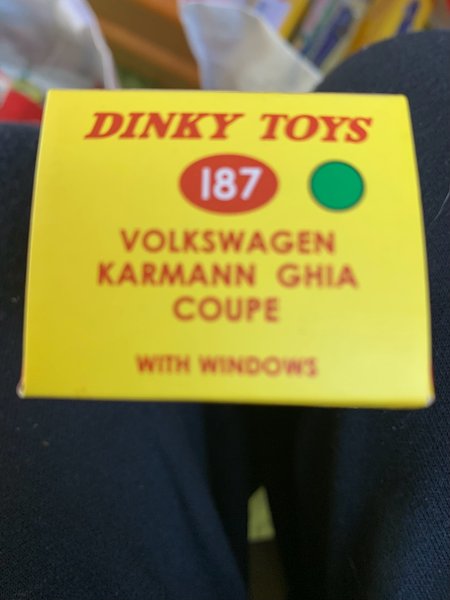 DINKY TOYS
187
VOLKSWAGEN
KARMANN GHIA
COUPE
WITH WINDOWS